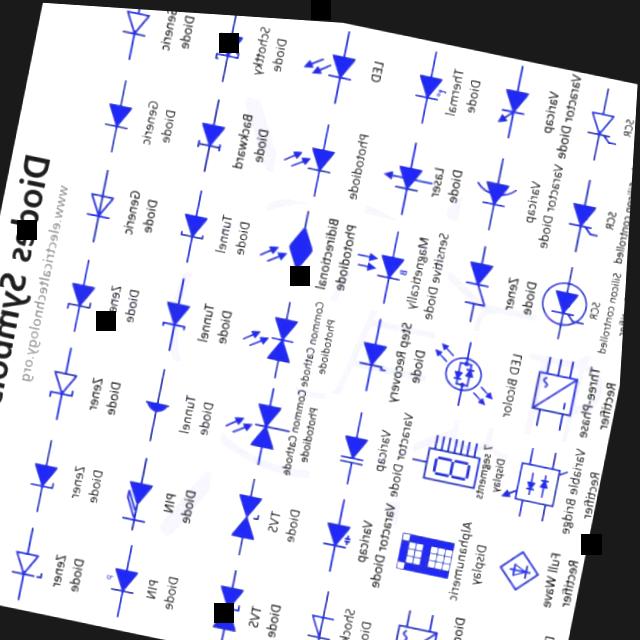 Diodes Symbols
www.electricaltechnology.org
Generic
Diode
Generic
Diode
Generic
Diode
Zener
Diode
Zener
Diode
Zener
Diode
Zener
Diode
Schottky
Diode
Backward
Diode
Tunnel
Diode
Tunnel
Diode
Tunnel
Diode
PIN
Diode
PIN
Diode
LED
Photodiode
Bidirectional
Photodiode
Common Cathode
Photodiode
Common Cathode
Photodiode
TVS
Diode
TVS
Diode
Thermal
Diode
Laser
Diode
Magnetically
Sensitive Diode
Step Recovery
Diode
Varicap
Varactor Diode
Varicap
Varactor Diode
Varicap
Varactor Diode
Varicap
Varactor Diode
Zener
Diode
LED Bicolor
7 segments
Display
Alphanumeric
Display
SCR
SCR
Silicon controlled
SCR
Silicon controlled
Three-Phase
Rectifier
Variable Bridge
Rectifier
Full Wave
Rectifier